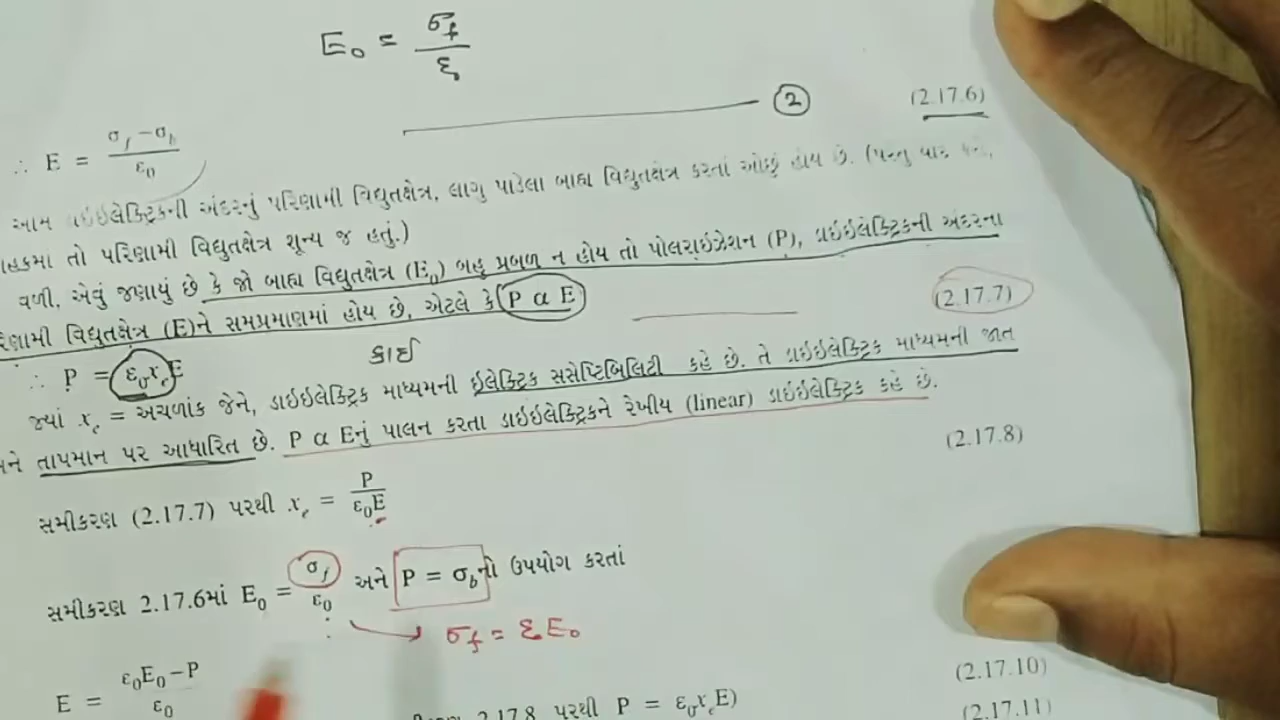 E₀ = σf / ε
② (2.17.6)
∴ E = σf − σb / ε₀
આમ ડાઇઇલેક્ટ્રિકની અંદરનું પરિણામી વિદ્યુતક્ષેત્ર, લાગુ પાડેલા બાહ્ય વિદ્યુતક્ષેત્ર કરતાં ઓછું હોય છે. (પરન્તુ યાદ
તો પરિણામી વિદ્યુતક્ષેત્ર શૂન્ય જ હતું.)
વળી, એવું જણાયું છે કે જો બાહ્ય વિદ્યુતક્ષેત્ર (E₀) બહુ પ્રબળ ન હોય તો પોલરાઇઝેશન (P), ડાઇઇલેક્ટ્રિકની અંદરના
વિદ્યુતક્ષેત્ર (E)ને સમપ્રમાણમાં હોય છે, એટલે કે P α E (2.17.7)
∴ P = ε₀xₑE કાઈ
જ્યાં xₑ = અચળાંક જેને, ડાઇઇલેક્ટ્રિક માધ્યમની ઇલેક્ટ્રિક સસેપ્ટિબિલિટી કહે છે. તે ડાઇઇલેક્ટ્રિક માધ્યમની જાત
તાપમાન પર આધારિત છે. P α Eનું પાલન કરતા ડાઇઇલેક્ટ્રિકને રેખીય (linear) ડાઇઇલેક્ટ્રિક કહે છે.
(2.17.8)
સમીકરણ (2.17.7) પરથી xₑ = P / ε₀E
સમીકરણ 2.17.6માં E₀ = σf / ε₀ અને P = σbનો ઉપયોગ કરતાં
σf = εE₀
E = ε₀E₀ − P / ε₀ (2.17.10)
2.17.8 પરથી P = ε₀xₑE) (2.17.11)